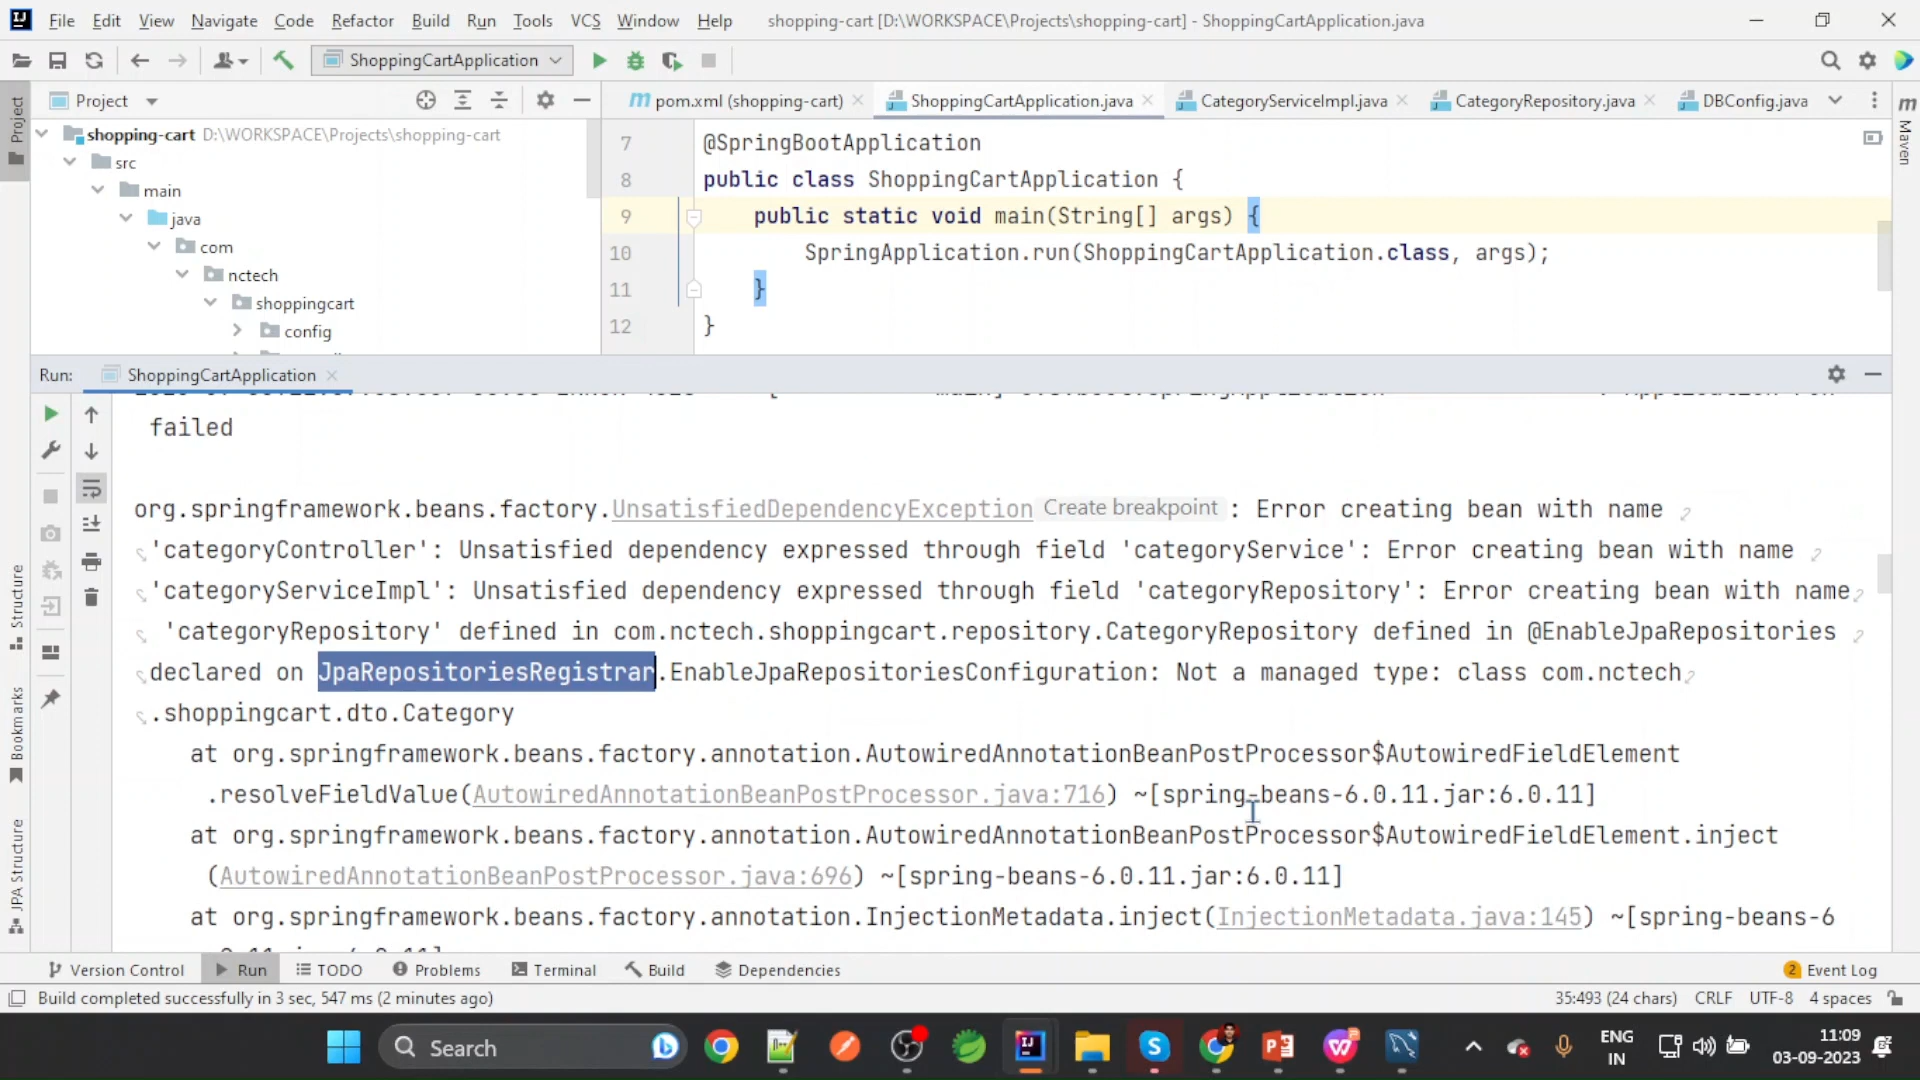 File Edit View Navigate Code Refactor Build Run Tools VCS Window Help shopping-cart [D:\WORKSPACE\Projects\shopping-cart] - ShoppingCartApplication.java
ShoppingCartApplication
Project
pom.xml (shopping-cart) ShoppingCartApplication.java CategoryServiceImpl.java CategoryRepository.java DBConfig.java
Project
Maven
shopping-cart D:\WORKSPACE\Projects\shopping-cart
src
main
java
com
nctech
shoppingcart
config
7 @SpringBootApplication
8 public class ShoppingCartApplication {
9 public static void main(String[] args) {
10 SpringApplication.run(ShoppingCartApplication.class, args);
11 }
12 }
Run: ShoppingCartApplication
failed
org.springframework.beans.factory.UnsatisfiedDependencyException Create breakpoint : Error creating bean with name
'categoryController': Unsatisfied dependency expressed through field 'categoryService': Error creating bean with name
'categoryServiceImpl': Unsatisfied dependency expressed through field 'categoryRepository': Error creating bean with name
'categoryRepository' defined in com.nctech.shoppingcart.repository.CategoryRepository defined in @EnableJpaRepositories
declared on JpaRepositoriesRegistrar.EnableJpaRepositoriesConfiguration: Not a managed type: class com.nctech
.shoppingcart.dto.Category
at org.springframework.beans.factory.annotation.AutowiredAnnotationBeanPostProcessor$AutowiredFieldElement
.resolveFieldValue(AutowiredAnnotationBeanPostProcessor.java:716) ~[spring-beans-6.0.11.jar:6.0.11]
at org.springframework.beans.factory.annotation.AutowiredAnnotationBeanPostProcessor$AutowiredFieldElement.inject
(AutowiredAnnotationBeanPostProcessor.java:696) ~[spring-beans-6.0.11.jar:6.0.11]
at org.springframework.beans.factory.annotation.InjectionMetadata.inject(InjectionMetadata.java:145) ~[spring-beans-6
Structure
Bookmarks
JPA Structure
Version Control Run TODO Problems Terminal Build Dependencies 2 Event Log
Build completed successfully in 3 sec, 547 ms (2 minutes ago) 35:493 (24 chars) CRLF UTF-8 4 spaces
Search
ENG
IN
11:09
03-09-2023